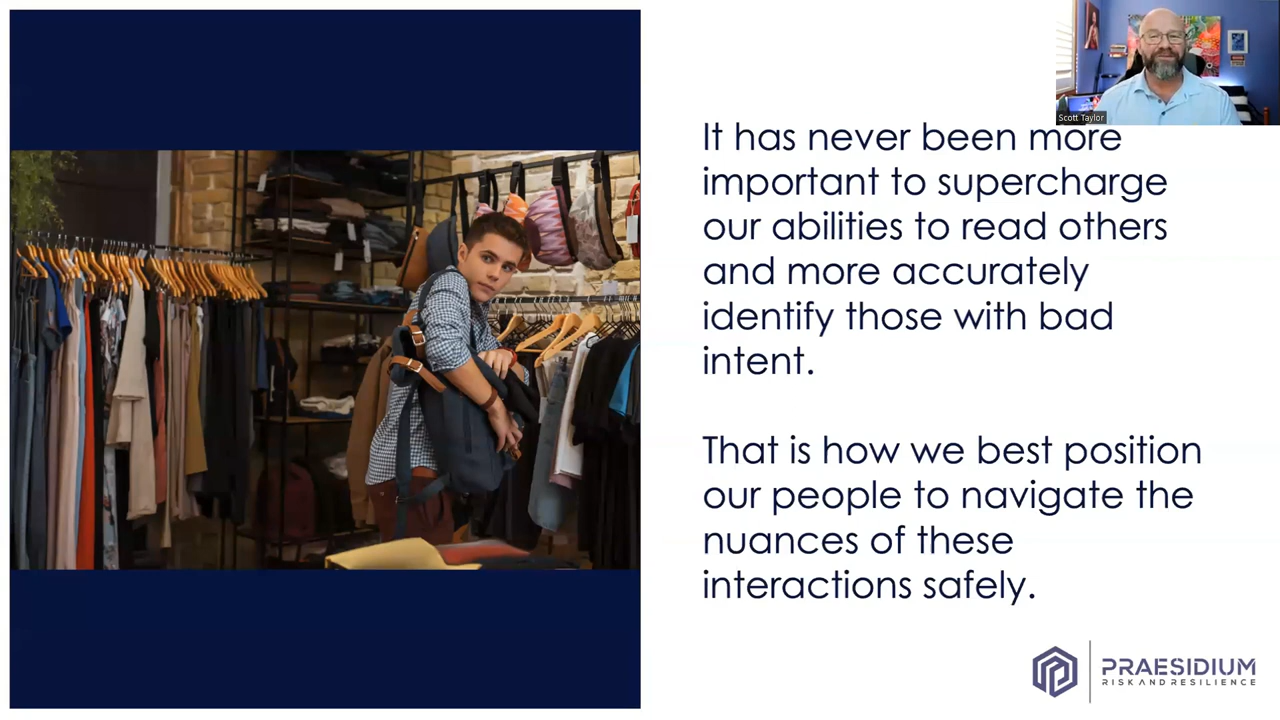 Scott Taylor
It has never been more
important to supercharge
our abilities to read others
and more accurately
identify those with bad
intent.
That is how we best position
our people to navigate the
nuances of these
interactions safely.
PRAESIDIUM
RISK AND RESILIENCE